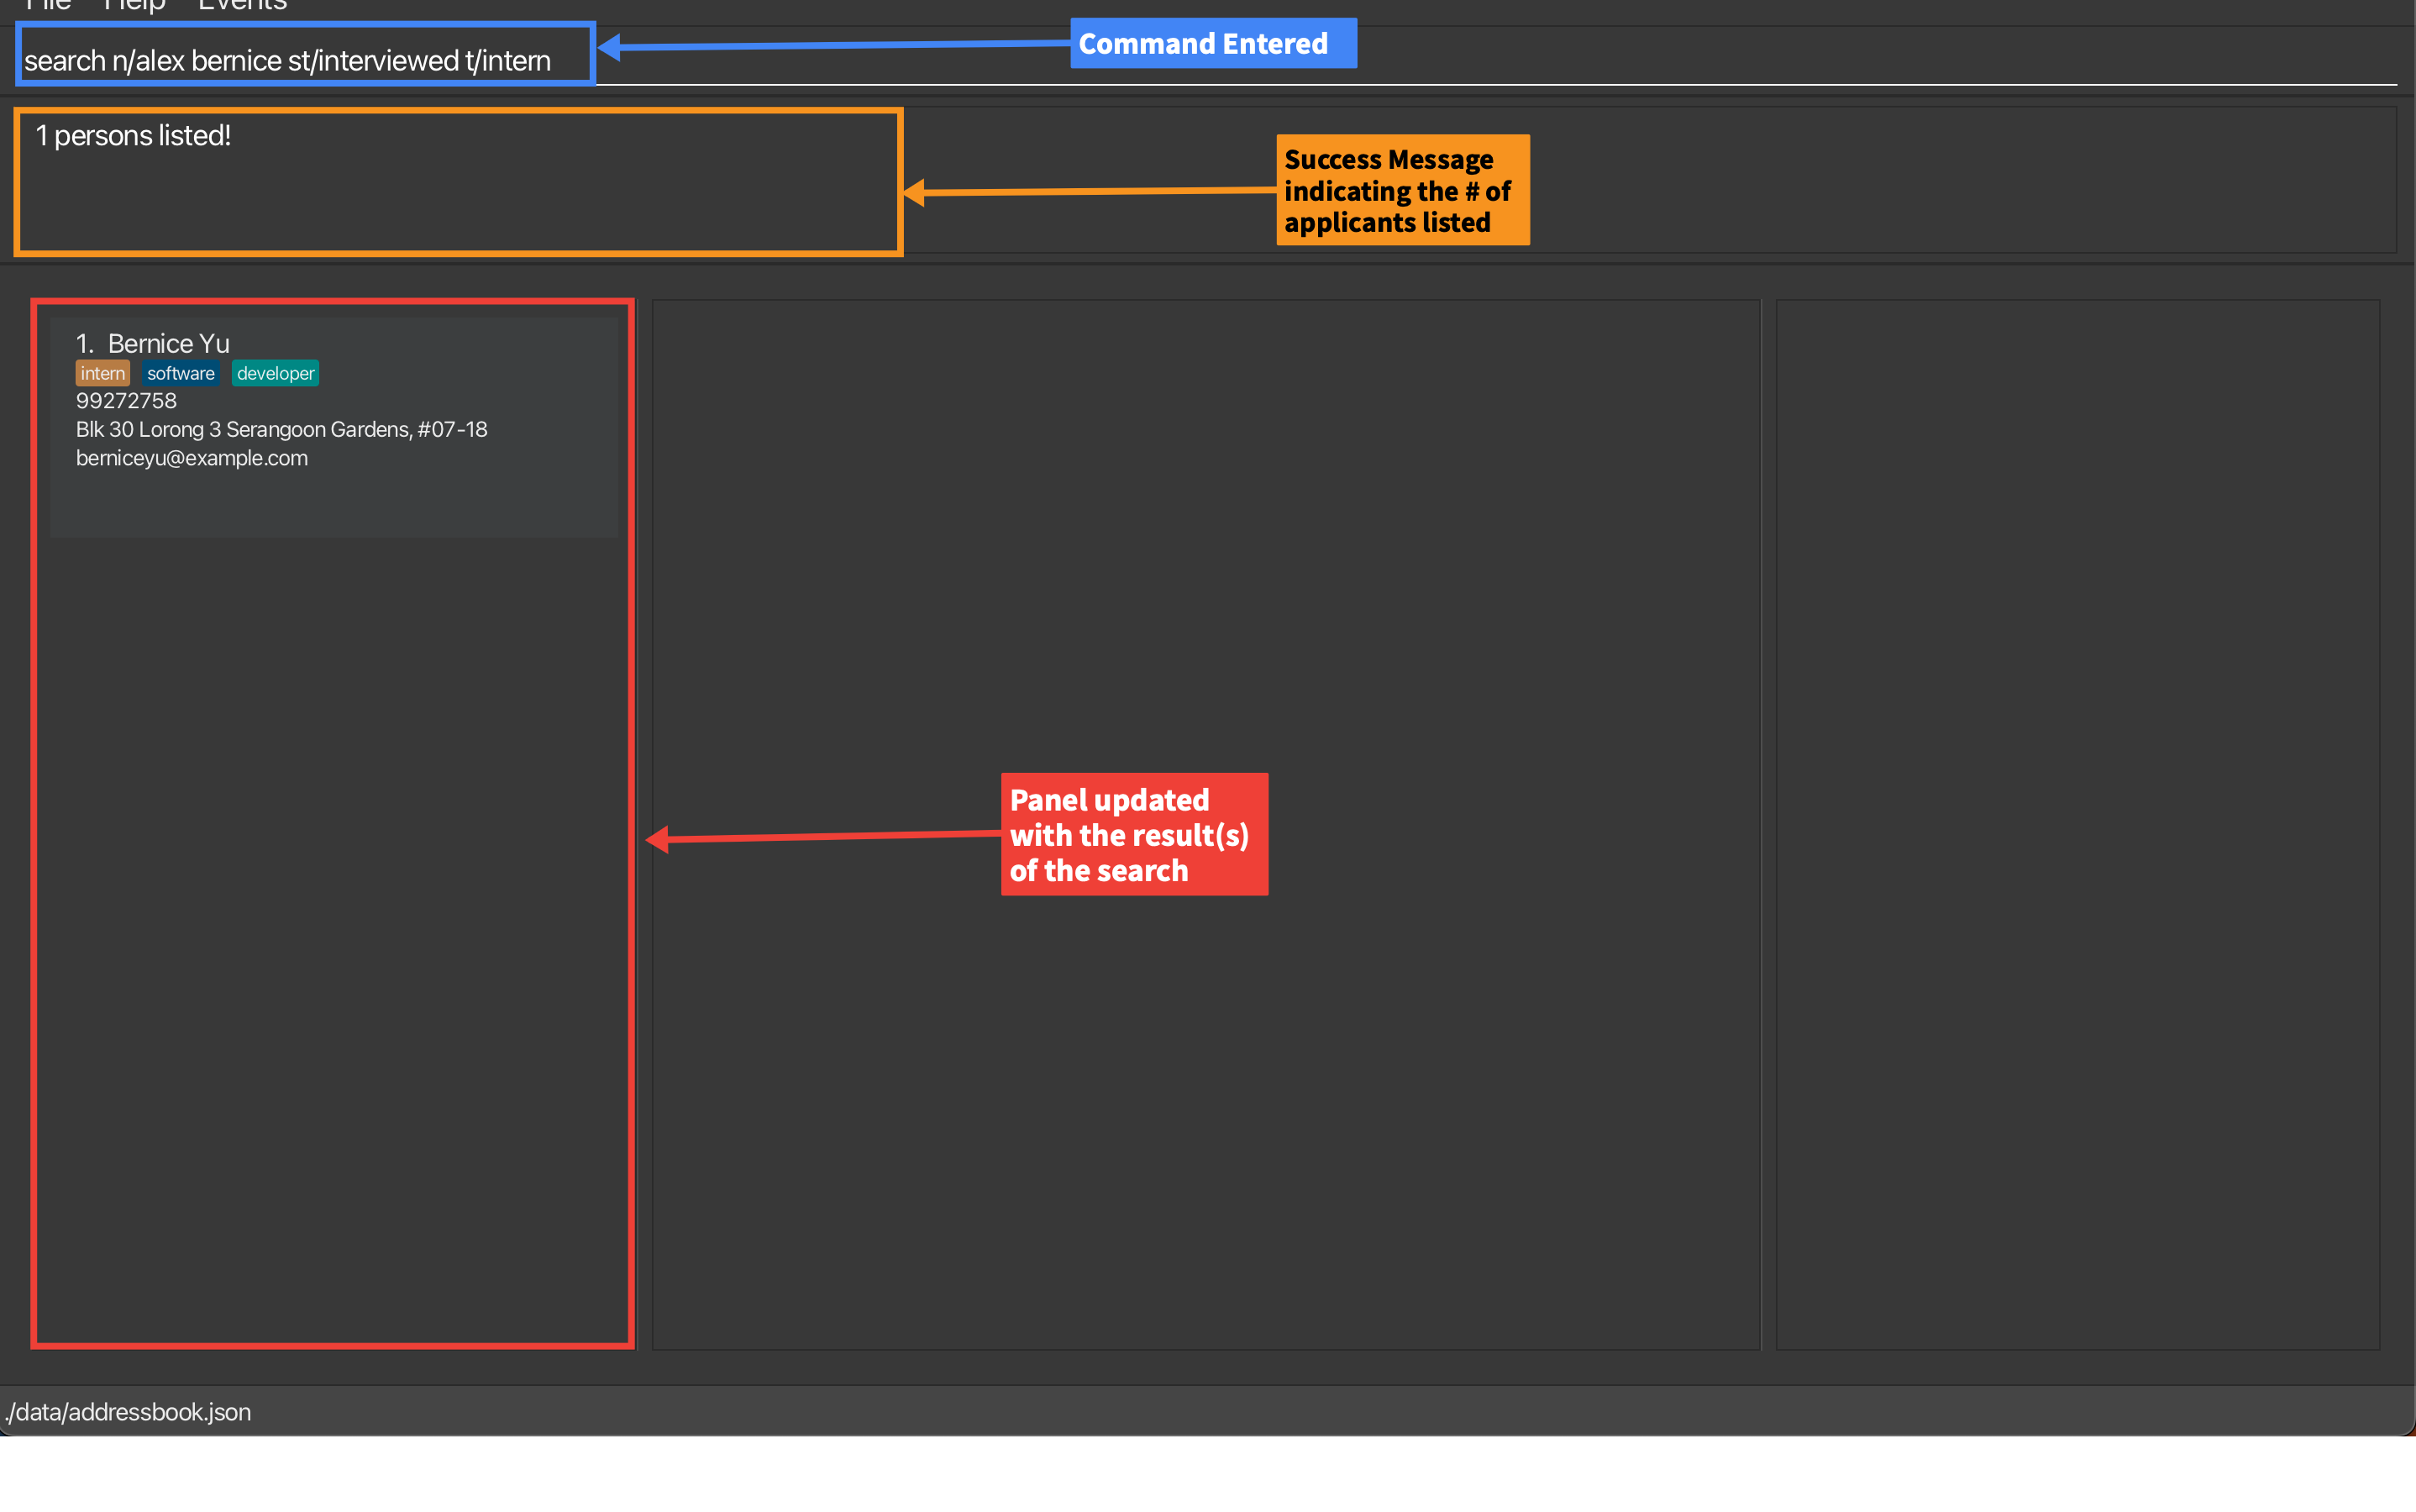 File Help Events
search n/alex bernice st/interviewed t/intern
Command Entered
1 persons listed!
Success Message
indicating the # of
applicants listed
1. Bernice Yu
intern software developer
99272758
Blk 30 Lorong 3 Serangoon Gardens, #07-18
berniceyu@example.com
Panel updated
with the result(s)
of the search
./data/addressbook.json